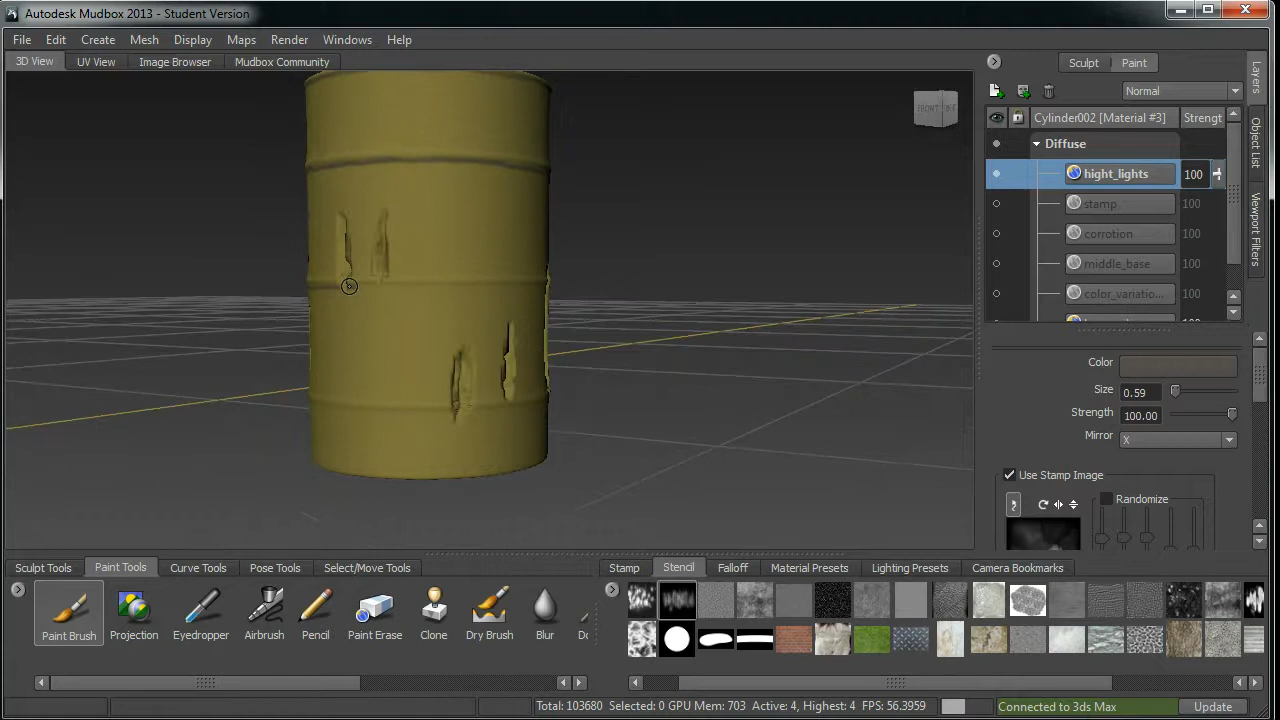 Autodesk Mudbox 2013 - Student Version
File Edit Create Mesh Display Maps Render Windows Help
3D View UV View Image Browser Mudbox Community
Sculpt Paint
Normal
Layers
Cylinder002 [Material #3] Strengt
Diffuse
hight_lights 100
stamp 100
corrotion 100
middle_base 100
color_variatio... 100
Object List
Viewport Filters
FRONT
Color
Size 0.59
Strength 100.00
Mirror X
Use Stamp Image
Randomize
Sculpt Tools Paint Tools Curve Tools Pose Tools Select/Move Tools
Stamp Stencil Falloff Material Presets Lighting Presets Camera Bookmarks
Paint Brush Projection Eyedropper Airbrush Pencil Paint Erase Clone Dry Brush Blur Do
Total: 103680 Selected: 0 GPU Mem: 703 Active: 4, Highest: 4 FPS: 56.3959
Connected to 3ds Max Update